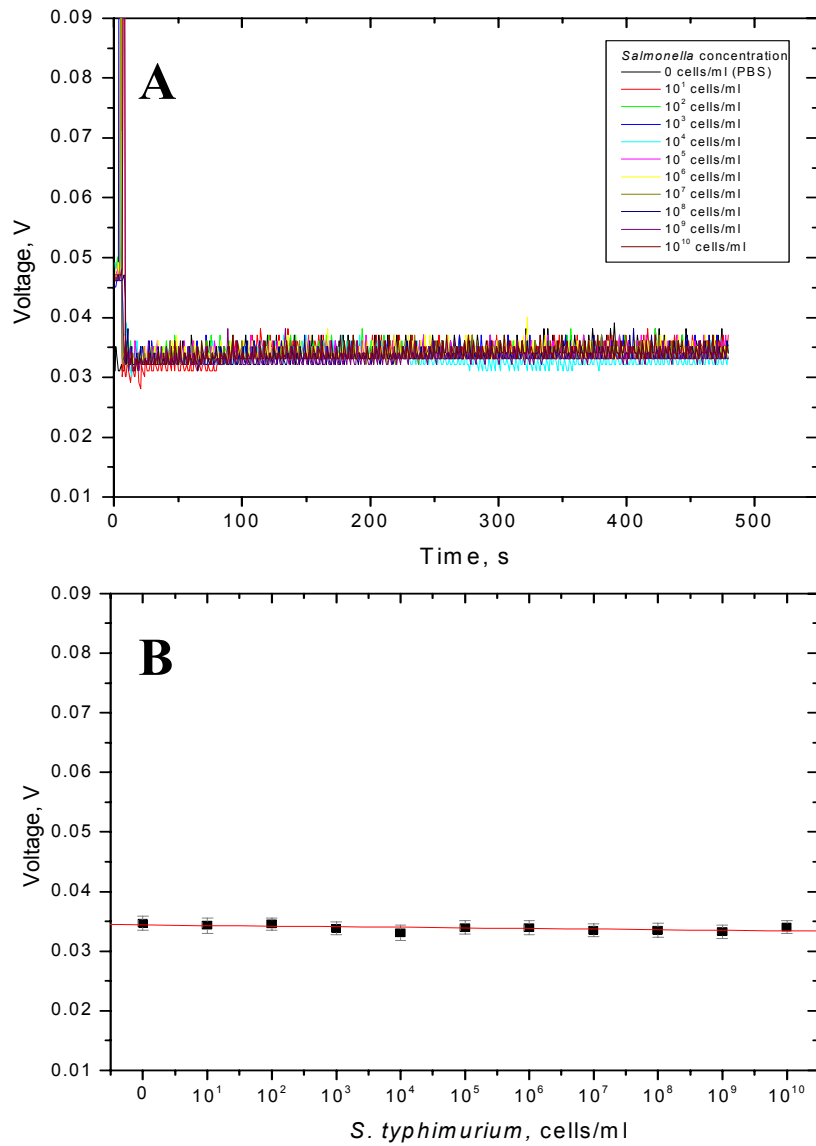 A
0.09
0.08
0.07
0.06
0.05
0.04
0.03
0.02
0.01
Voltage, V
Salmonella concentration
0 cells/ml (PBS)
10¹ cells/ml
10² cells/ml
10³ cells/ml
10⁴ cells/ml
10⁵ cells/ml
10⁶ cells/ml
10⁷ cells/ml
10⁸ cells/ml
10⁹ cells/ml
10¹⁰ cells/ml
0 100 200 300 400 500
Time, s
B
0.09
0.08
0.07
0.06
0.05
0.04
0.03
0.02
0.01
Voltage, V
0 10¹ 10² 10³ 10⁴ 10⁵ 10⁶ 10⁷ 10⁸ 10⁹ 10¹⁰
S. typhimurium, cells/ml